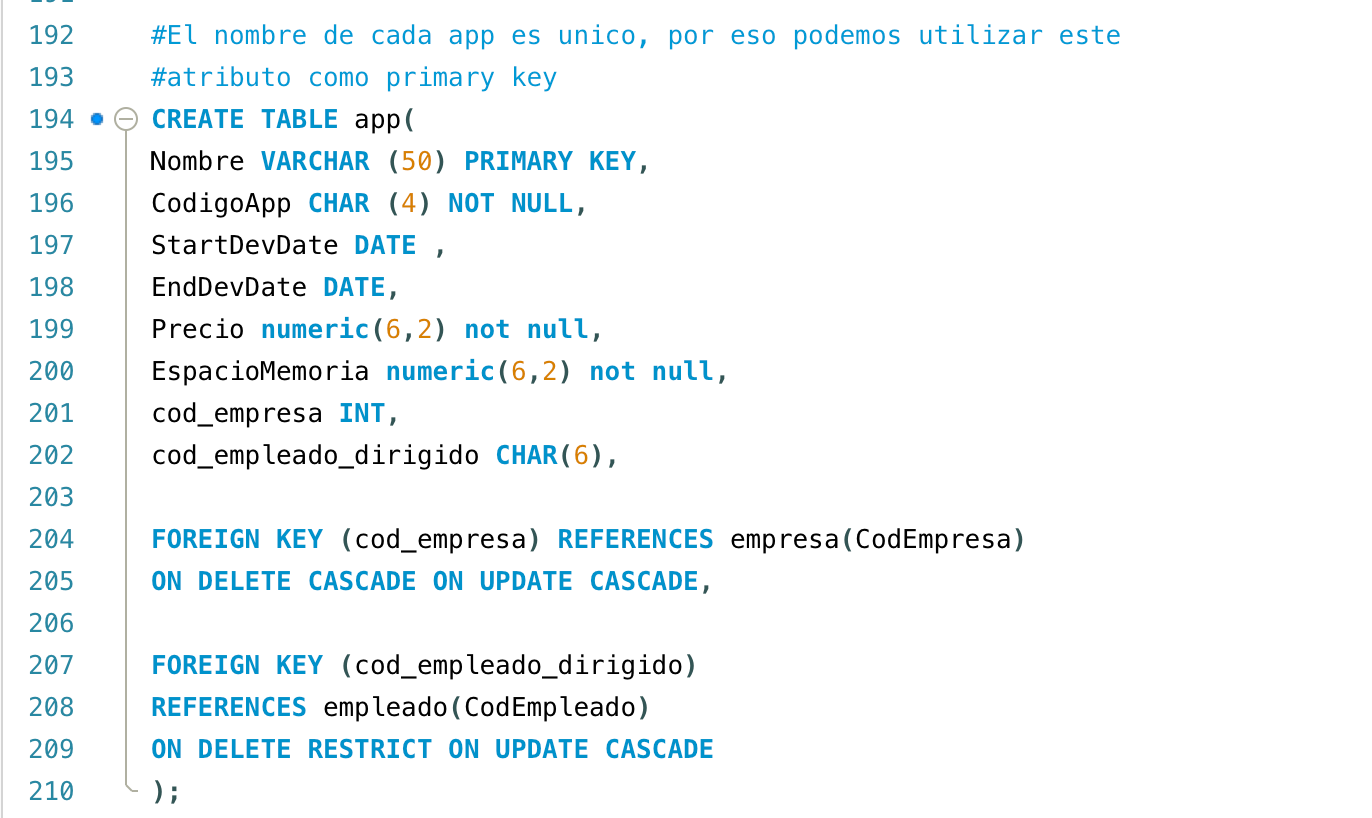 192 #El nombre de cada app es unico, por eso podemos utilizar este
193 #atributo como primary key
194 CREATE TABLE app(
195 Nombre VARCHAR (50) PRIMARY KEY,
196 CodigoApp CHAR (4) NOT NULL,
197 StartDevDate DATE ,
198 EndDevDate DATE,
199 Precio numeric(6,2) not null,
200 EspacioMemoria numeric(6,2) not null,
201 cod_empresa INT,
202 cod_empleado_dirigido CHAR(6),
203
204 FOREIGN KEY (cod_empresa) REFERENCES empresa(CodEmpresa)
205 ON DELETE CASCADE ON UPDATE CASCADE,
206
207 FOREIGN KEY (cod_empleado_dirigido)
208 REFERENCES empleado(CodEmpleado)
209 ON DELETE RESTRICT ON UPDATE CASCADE
210 );